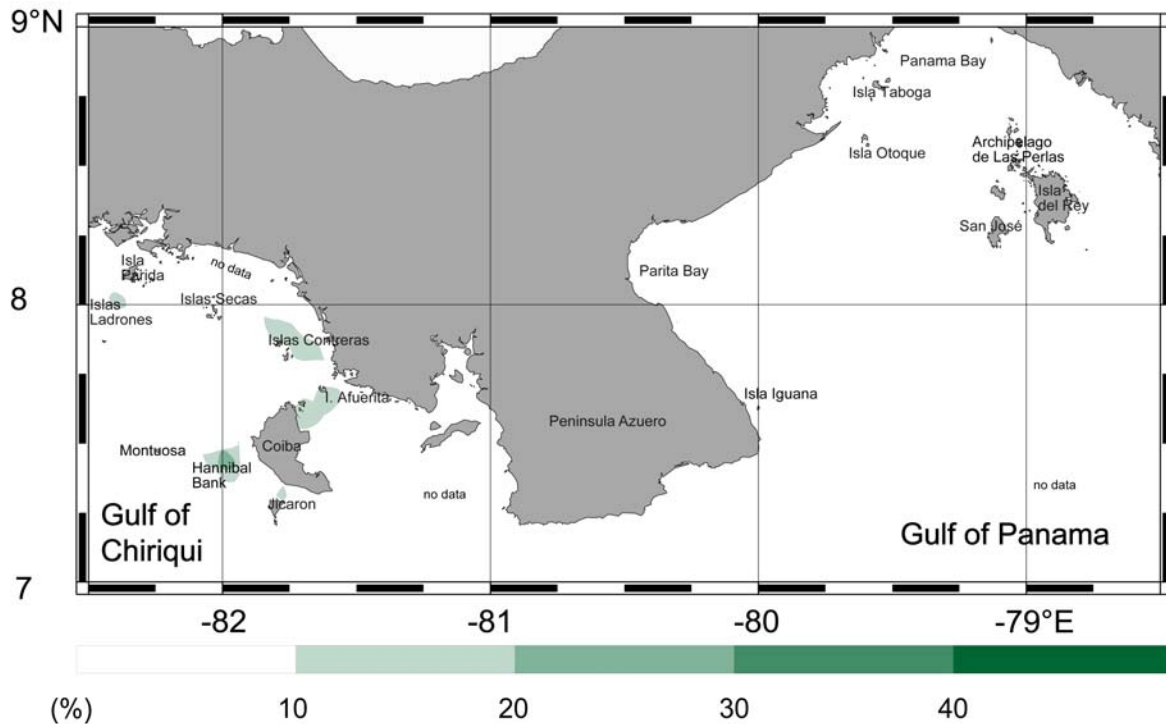 9°N
Panama Bay
Isla Taboga
Isla Otoque
Archipelago
de Las Perlas
Isla
del Rey
San José
Isla
Parida
no data
Parita Bay
8
Islas
Ladrones
Islas Secas
Islas Contreras
I. Afuerita
Isla Iguana
Peninsula Azuero
Montuosa
Coiba
Hannibal
Bank
Jicaron
no data
no data
Gulf of
Chiriqui
Gulf of Panama
7
-82
-81
-80
-79°E
(%)
10
20
30
40